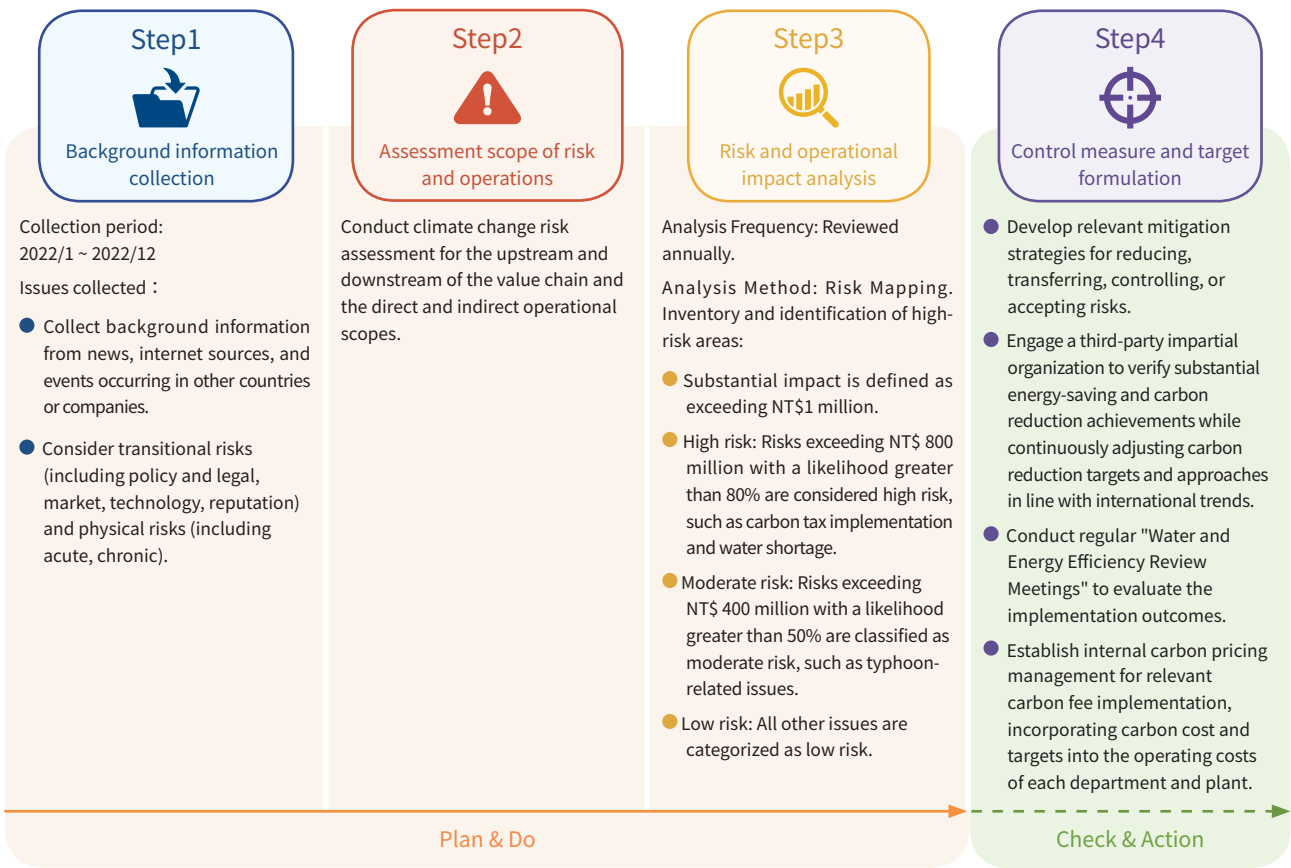 Step1
Background information
collection
Collection period:
2022/1 ~ 2022/12
Issues collected：
Collect background information
from news, internet sources, and
events occurring in other countries
or companies.
Consider transitional risks
(including policy and legal,
market, technology, reputation)
and physical risks (including
acute, chronic).
Step2
Assessment scope of risk
and operations
Conduct climate change risk
assessment for the upstream and
downstream of the value chain and
the direct and indirect operational
scopes.
Step3
Risk and operational
impact analysis
Analysis Frequency: Reviewed
annually.
Analysis Method: Risk Mapping.
Inventory and identification of high-
risk areas:
Substantial impact is defined as
exceeding NT$1 million.
High risk: Risks exceeding NT$ 800
million with a likelihood greater
than 80% are considered high risk,
such as carbon tax implementation
and water shortage.
Moderate risk: Risks exceeding
NT$ 400 million with a likelihood
greater than 50% are classified as
moderate risk, such as typhoon-
related issues.
Low risk: All other issues are
categorized as low risk.
Step4
Control measure and target
formulation
Develop relevant mitigation
strategies for reducing,
transferring, controlling, or
accepting risks.
Engage a third-party impartial
organization to verify substantial
energy-saving and carbon
reduction achievements while
continuously adjusting carbon
reduction targets and approaches
in line with international trends.
Conduct regular "Water and
Energy Efficiency Review
Meetings" to evaluate the
implementation outcomes.
Establish internal carbon pricing
management for relevant
carbon fee implementation,
incorporating carbon cost and
targets into the operating costs
of each department and plant.
Plan & Do
Check & Action